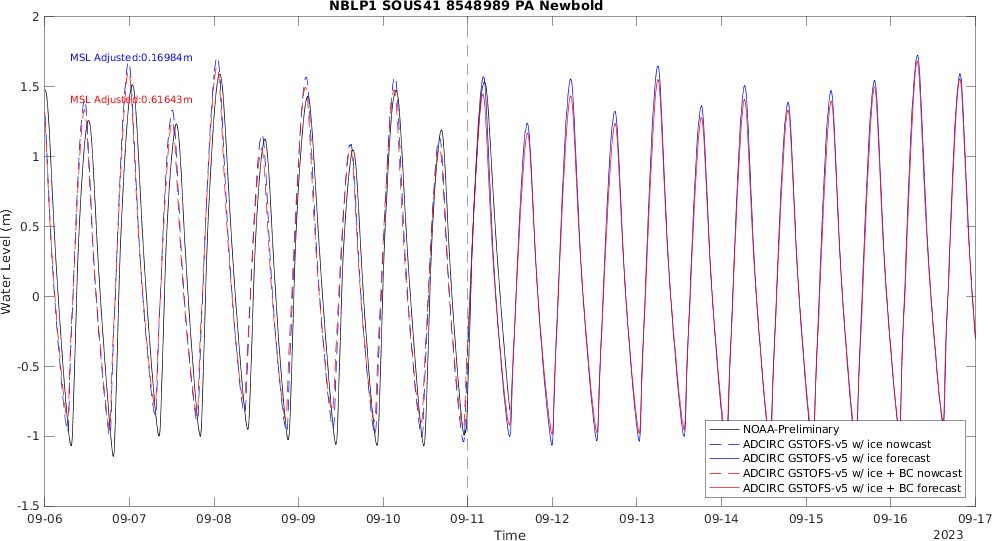 NBLP1 SOUS41 8548989 PA Newbold
2
1.5
1
0.5
0
-0.5
-1
-1.5
Water Level (m)
MSL Adjusted:0.16984m
MSL Adjusted:0.61643m
NOAA-Preliminary
ADCIRC GSTOFS-v5 w/ ice nowcast
ADCIRC GSTOFS-v5 w/ ice forecast
ADCIRC GSTOFS-v5 w/ ice + BC nowcast
ADCIRC GSTOFS-v5 w/ ice + BC forecast
09-06 09-07 09-08 09-09 09-10 09-11 09-12 09-13 09-14 09-15 09-16 09-17
Time
2023